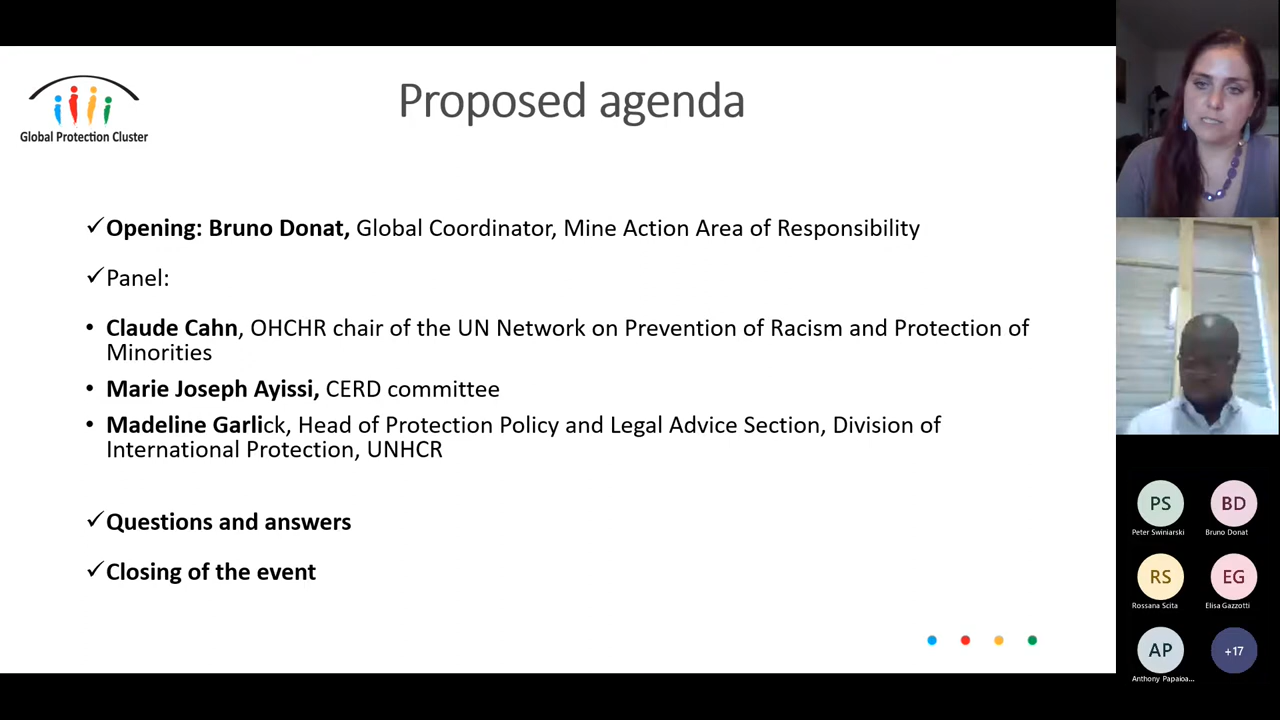 Proposed agenda
Global Protection Cluster
✓Opening: Bruno Donat, Global Coordinator, Mine Action Area of Responsibility
✓Panel:
• Claude Cahn, OHCHR chair of the UN Network on Prevention of Racism and Protection of
Minorities
• Marie Joseph Ayissi, CERD committee
• Madeline Garlick, Head of Protection Policy and Legal Advice Section, Division of
International Protection, UNHCR
✓Questions and answers
✓Closing of the event
PS
BD
Peter Swiniarski
Bruno Donat
RS
EG
Rossana Scita
Elisa Gazzotti
AP
+17
Anthony Papaioa...